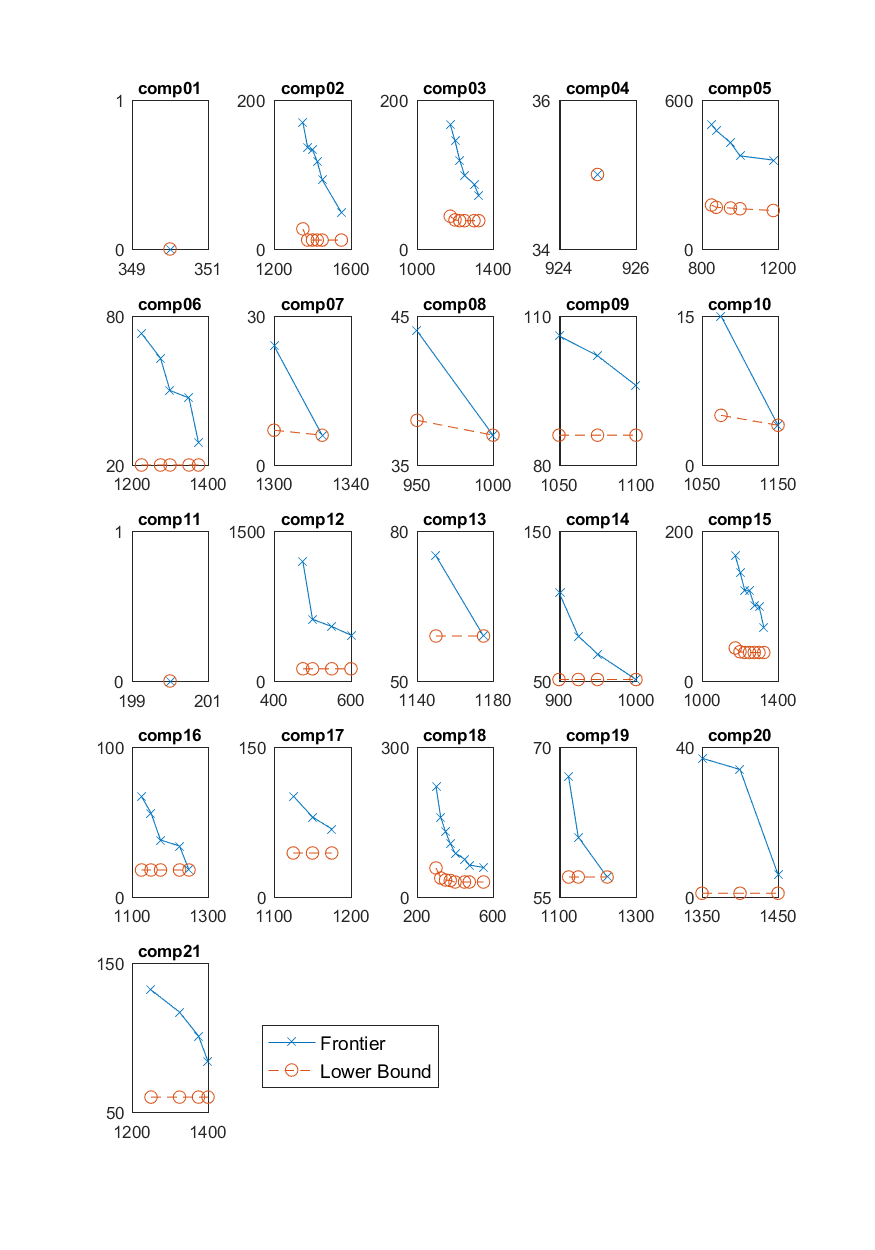 comp01 comp02 comp03 comp04 comp05
1 200 200 36 600
0 0 0 34 0
349 351 1200 1600 1000 1400 924 926 800 1200
comp06 comp07 comp08 comp09 comp10
80 30 45 110 15
20 0 35 80 0
1200 1400 1300 1340 950 1000 1050 1100 1050 1150
comp11 comp12 comp13 comp14 comp15
1 1500 80 150 200
0 0 50 50 0
199 201 400 600 1140 1180 900 1000 1000 1400
comp16 comp17 comp18 comp19 comp20
100 150 300 70 40
0 0 0 55 0
1100 1300 1100 1200 200 600 1100 1300 1350 1450
comp21
150
50
1200 1400
Frontier
Lower Bound